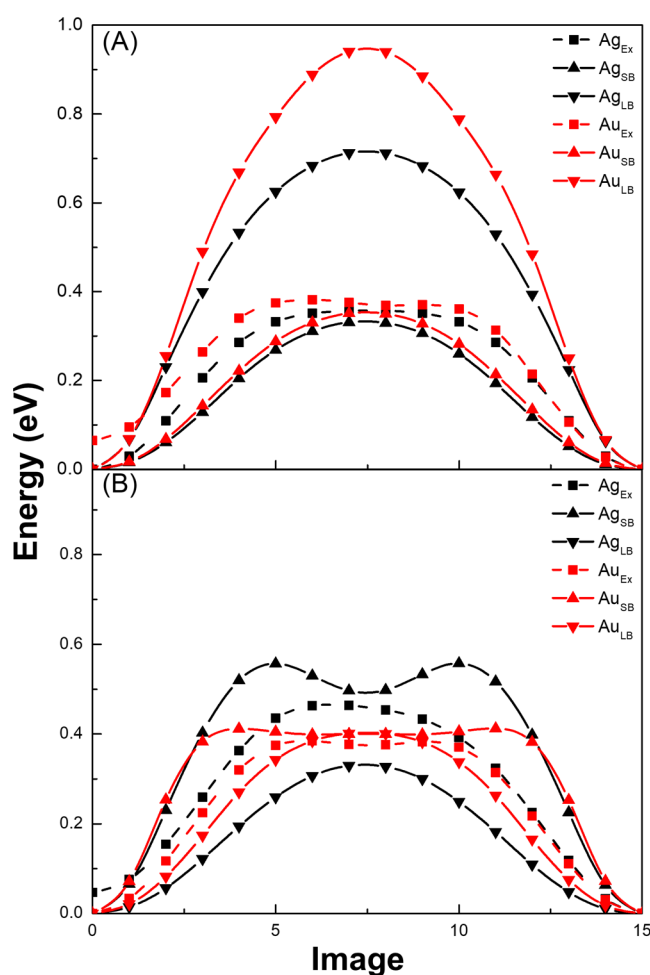 Energy (eV)
(A)
1.0
0.8
0.6
0.4
0.2
0.0
Ag_Ex
Ag_SB
Ag_LB
Au_Ex
Au_SB
Au_LB
(B)
0.8
0.6
0.4
0.2
0.0
Ag_Ex
Ag_SB
Ag_LB
Au_Ex
Au_SB
Au_LB
0 5 10 15
Image